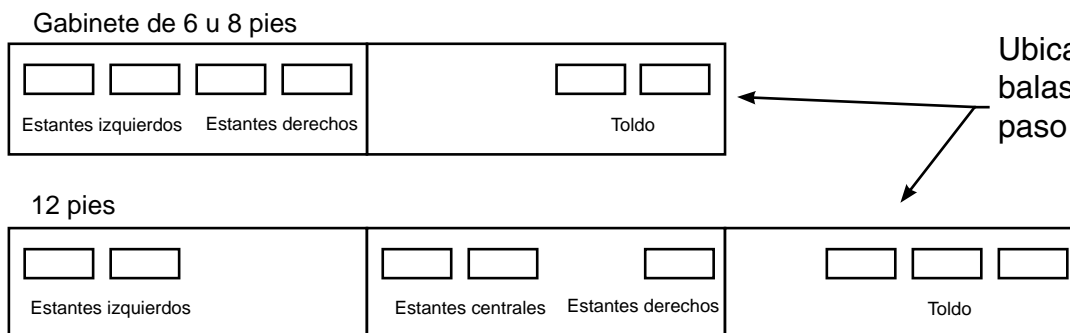 Gabinete de 6 u 8 pies
Estantes izquierdos Estantes derechos Toldo
paso
12 pies
Estantes izquierdos Estantes centrales Estantes derechos Toldo